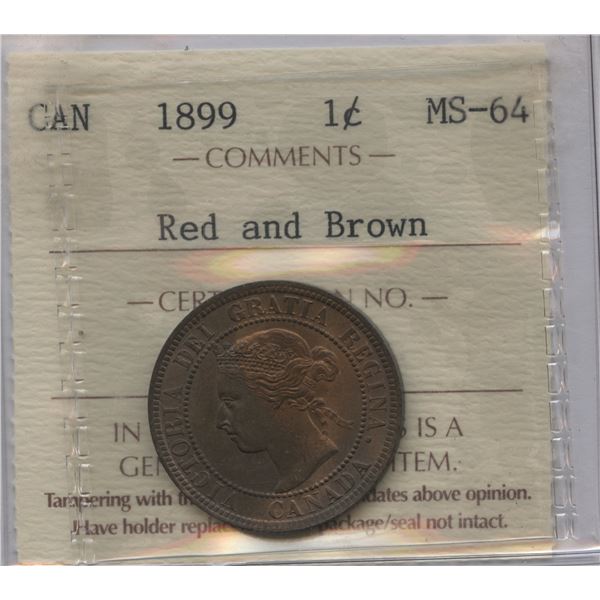 CAN 1899 1¢ MS-64
— COMMENTS —
Red and Brown
— CERT N NO. —
VICTORIA DEI GRATIA REGINA.
CANADA
IN S IS A
GE ITEM.
Tampering with th dates above opinion.
Have holder repla package/seal not intact.